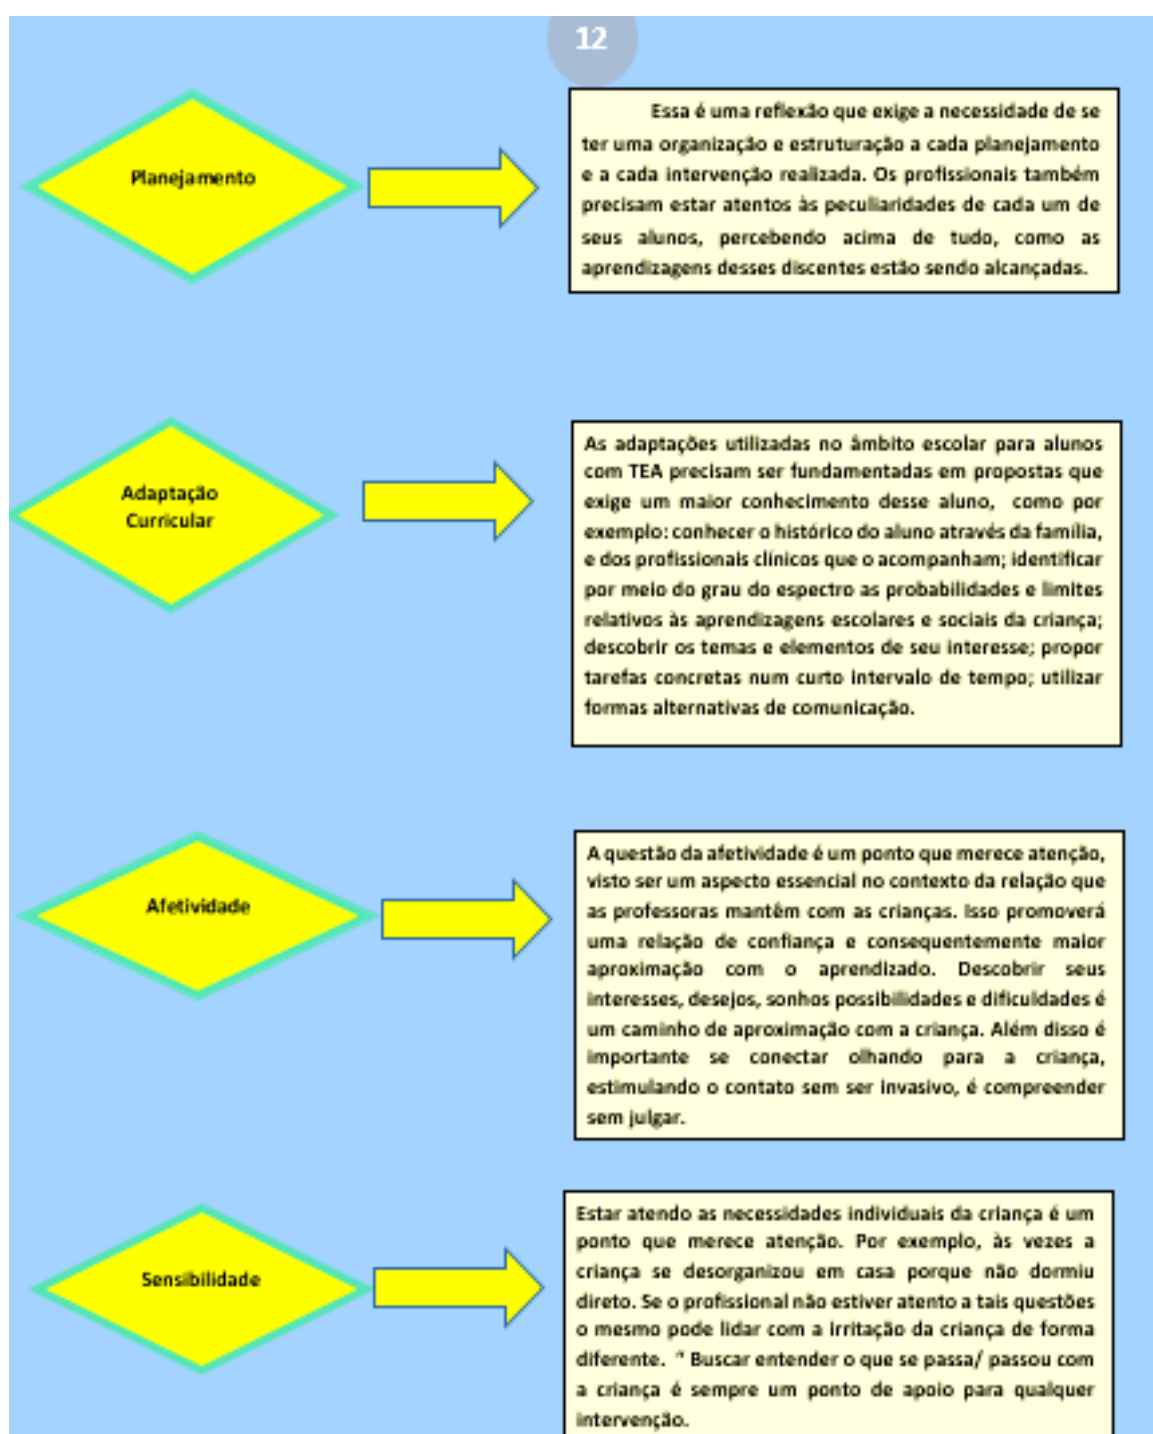 12
Planejamento
Essa é uma reflexão que exige a necessidade de se
ter uma organização e estruturação a cada planejamento
e a cada intervenção realizada. Os profissionais também
precisam estar atentos às peculiaridades de cada um de
seus alunos, percebendo acima de tudo, como as
aprendizagens desses discentes estão sendo alcançadas.
Adaptação
Curricular
As adaptações utilizadas no âmbito escolar para alunos
com TEA precisam ser fundamentadas em propostas que
exige um maior conhecimento desse aluno, como por
exemplo: conhecer o histórico do aluno através da família,
e dos profissionais clínicos que o acompanham; identificar
por meio do grau do espectro as probabilidades e limites
relativos às aprendizagens escolares e sociais da criança;
descobrir os temas e elementos de seu interesse; propor
tarefas concretas num curto intervalo de tempo; utilizar
formas alternativas de comunicação.
Afetividade
A questão da afetividade é um ponto que merece atenção,
visto ser um aspecto essencial no contexto da relação que
as professoras mantêm com as crianças. Isso promoverá
uma relação de confiança e consequentemente maior
aproximação com o aprendizado. Descobrir seus
interesses, desejos, sonhos possibilidades e dificuldades é
um caminho de aproximação com a criança. Além disso é
importante se conectar olhando para a criança,
estimulando o contato sem ser invasivo, é compreender
sem julgar.
Sensibilidade
Estar atendo as necessidades individuais da criança é um
ponto que merece atenção. Por exemplo, às vezes a
criança se desorganizou em casa porque não dormiu
direto. Se o profissional não estiver atento a tais questões
o mesmo pode lidar com a irritação da criança de forma
diferente. “ Buscar entender o que se passa/ passou com
a criança é sempre um ponto de apoio para qualquer
intervenção.